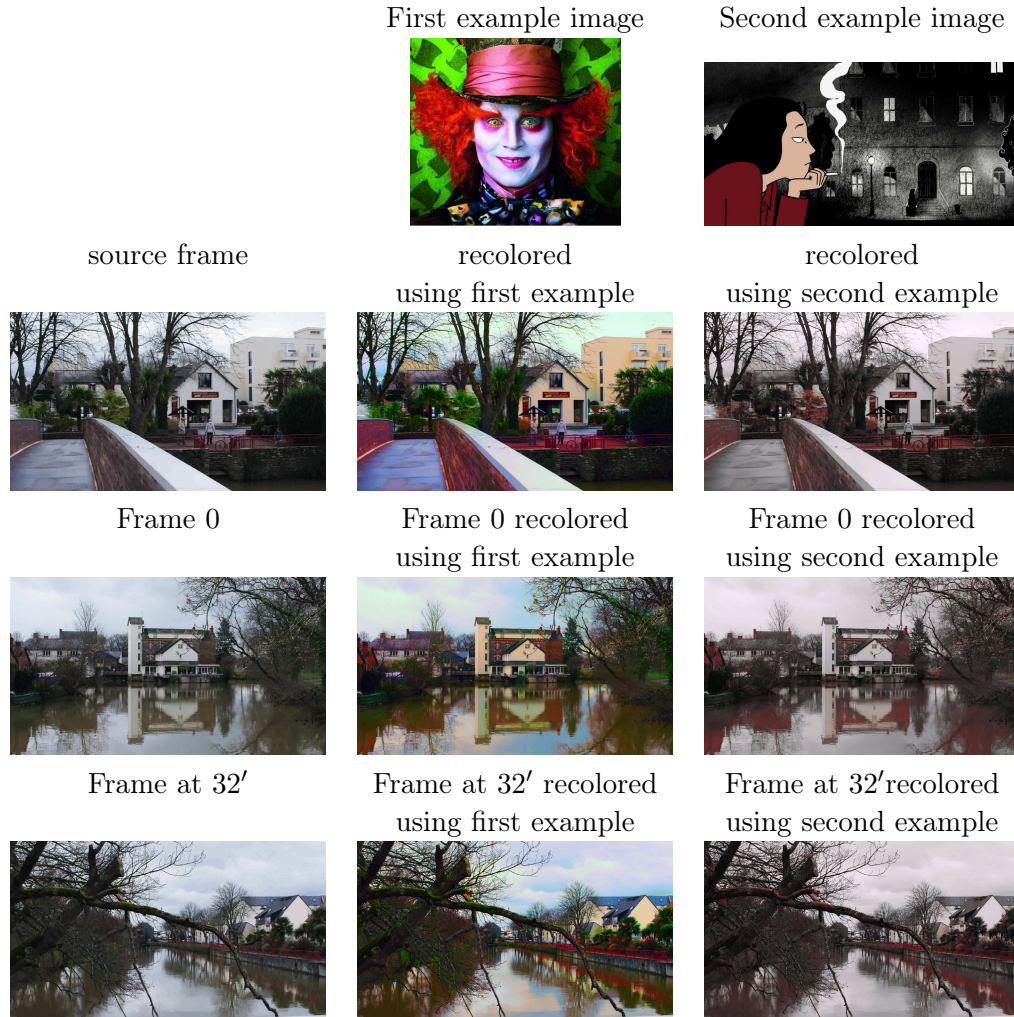 First example image
Second example image
source frame
recolored
using first example
recolored
using second example
Frame 0
Frame 0 recolored
using first example
Frame 0 recolored
using second example
Frame at 32′
Frame at 32′ recolored
using first example
Frame at 32′recolored
using second example